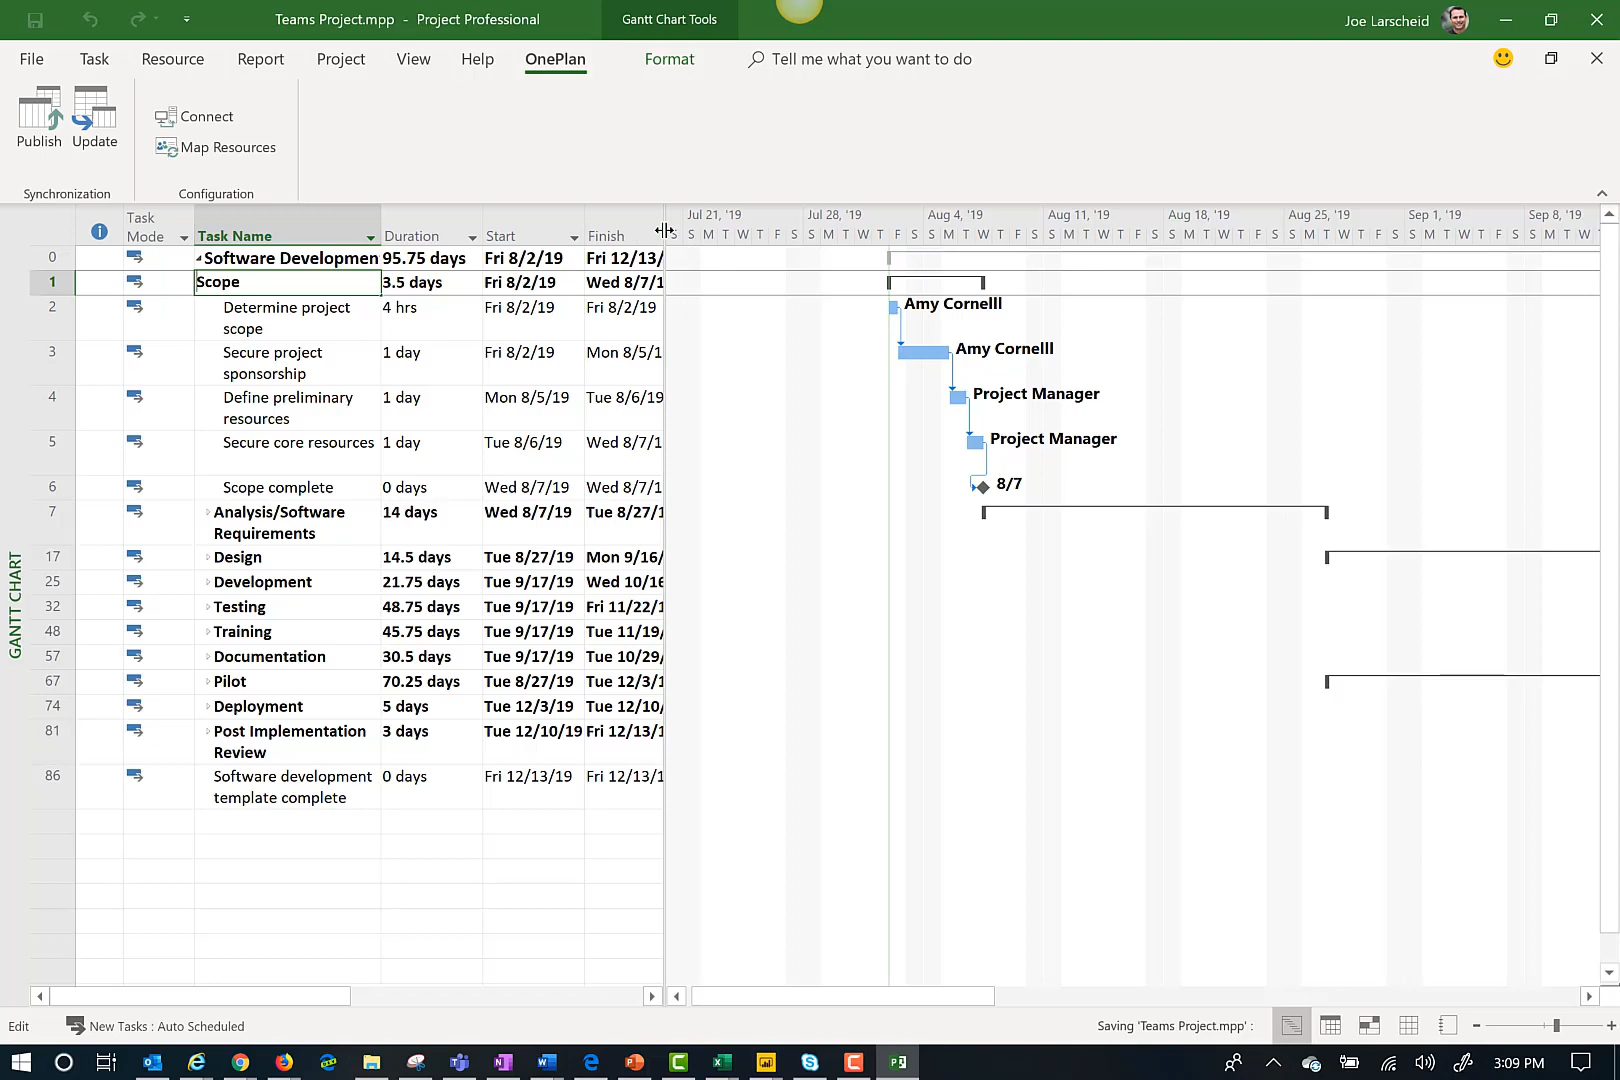 Teams Project.mpp - Project Professional
Gantt Chart Tools
Joe Larscheid
File Task Resource Report Project View Help OnePlan Format Tell me what you want to do
Publish Update
Connect
Map Resources
Synchronization Configuration
Task Mode Task Name Duration Start Finish
Jul 21, '19 Jul 28, '19 Aug 4, '19 Aug 11, '19 Aug 18, '19 Aug 25, '19 Sep 1, '19 Sep 8, '19
S S M T W T F S S M T W T F S S M T W T F S S M T W T F S S M T W T F S S M T W T F S S M T W T F S S M T W
0 Software Developmen 95.75 days Fri 8/2/19 Fri 12/13/
1 Scope 3.5 days Fri 8/2/19 Wed 8/7/1
2 Determine project scope 4 hrs Fri 8/2/19 Fri 8/2/19 Amy Cornelll
3 Secure project sponsorship 1 day Fri 8/2/19 Mon 8/5/1 Amy Cornelll
4 Define preliminary resources 1 day Mon 8/5/19 Tue 8/6/19 Project Manager
5 Secure core resources 1 day Tue 8/6/19 Wed 8/7/1 Project Manager
6 Scope complete 0 days Wed 8/7/19 Wed 8/7/1 8/7
7 Analysis/Software Requirements 14 days Wed 8/7/19 Tue 8/27/1
17 Design 14.5 days Tue 8/27/19 Mon 9/16/
25 Development 21.75 days Tue 9/17/19 Wed 10/16
32 Testing 48.75 days Tue 9/17/19 Fri 11/22/1
48 Training 45.75 days Tue 9/17/19 Tue 11/19/
57 Documentation 30.5 days Tue 9/17/19 Tue 10/29/
67 Pilot 70.25 days Tue 8/27/19 Tue 12/3/1
74 Deployment 5 days Tue 12/3/19 Tue 12/10/
81 Post Implementation Review 3 days Tue 12/10/19 Fri 12/13/1
86 Software development template complete 0 days Fri 12/13/19 Fri 12/13/1
GANTT CHART
Edit New Tasks : Auto Scheduled Saving 'Teams Project.mpp' :
3:09 PM